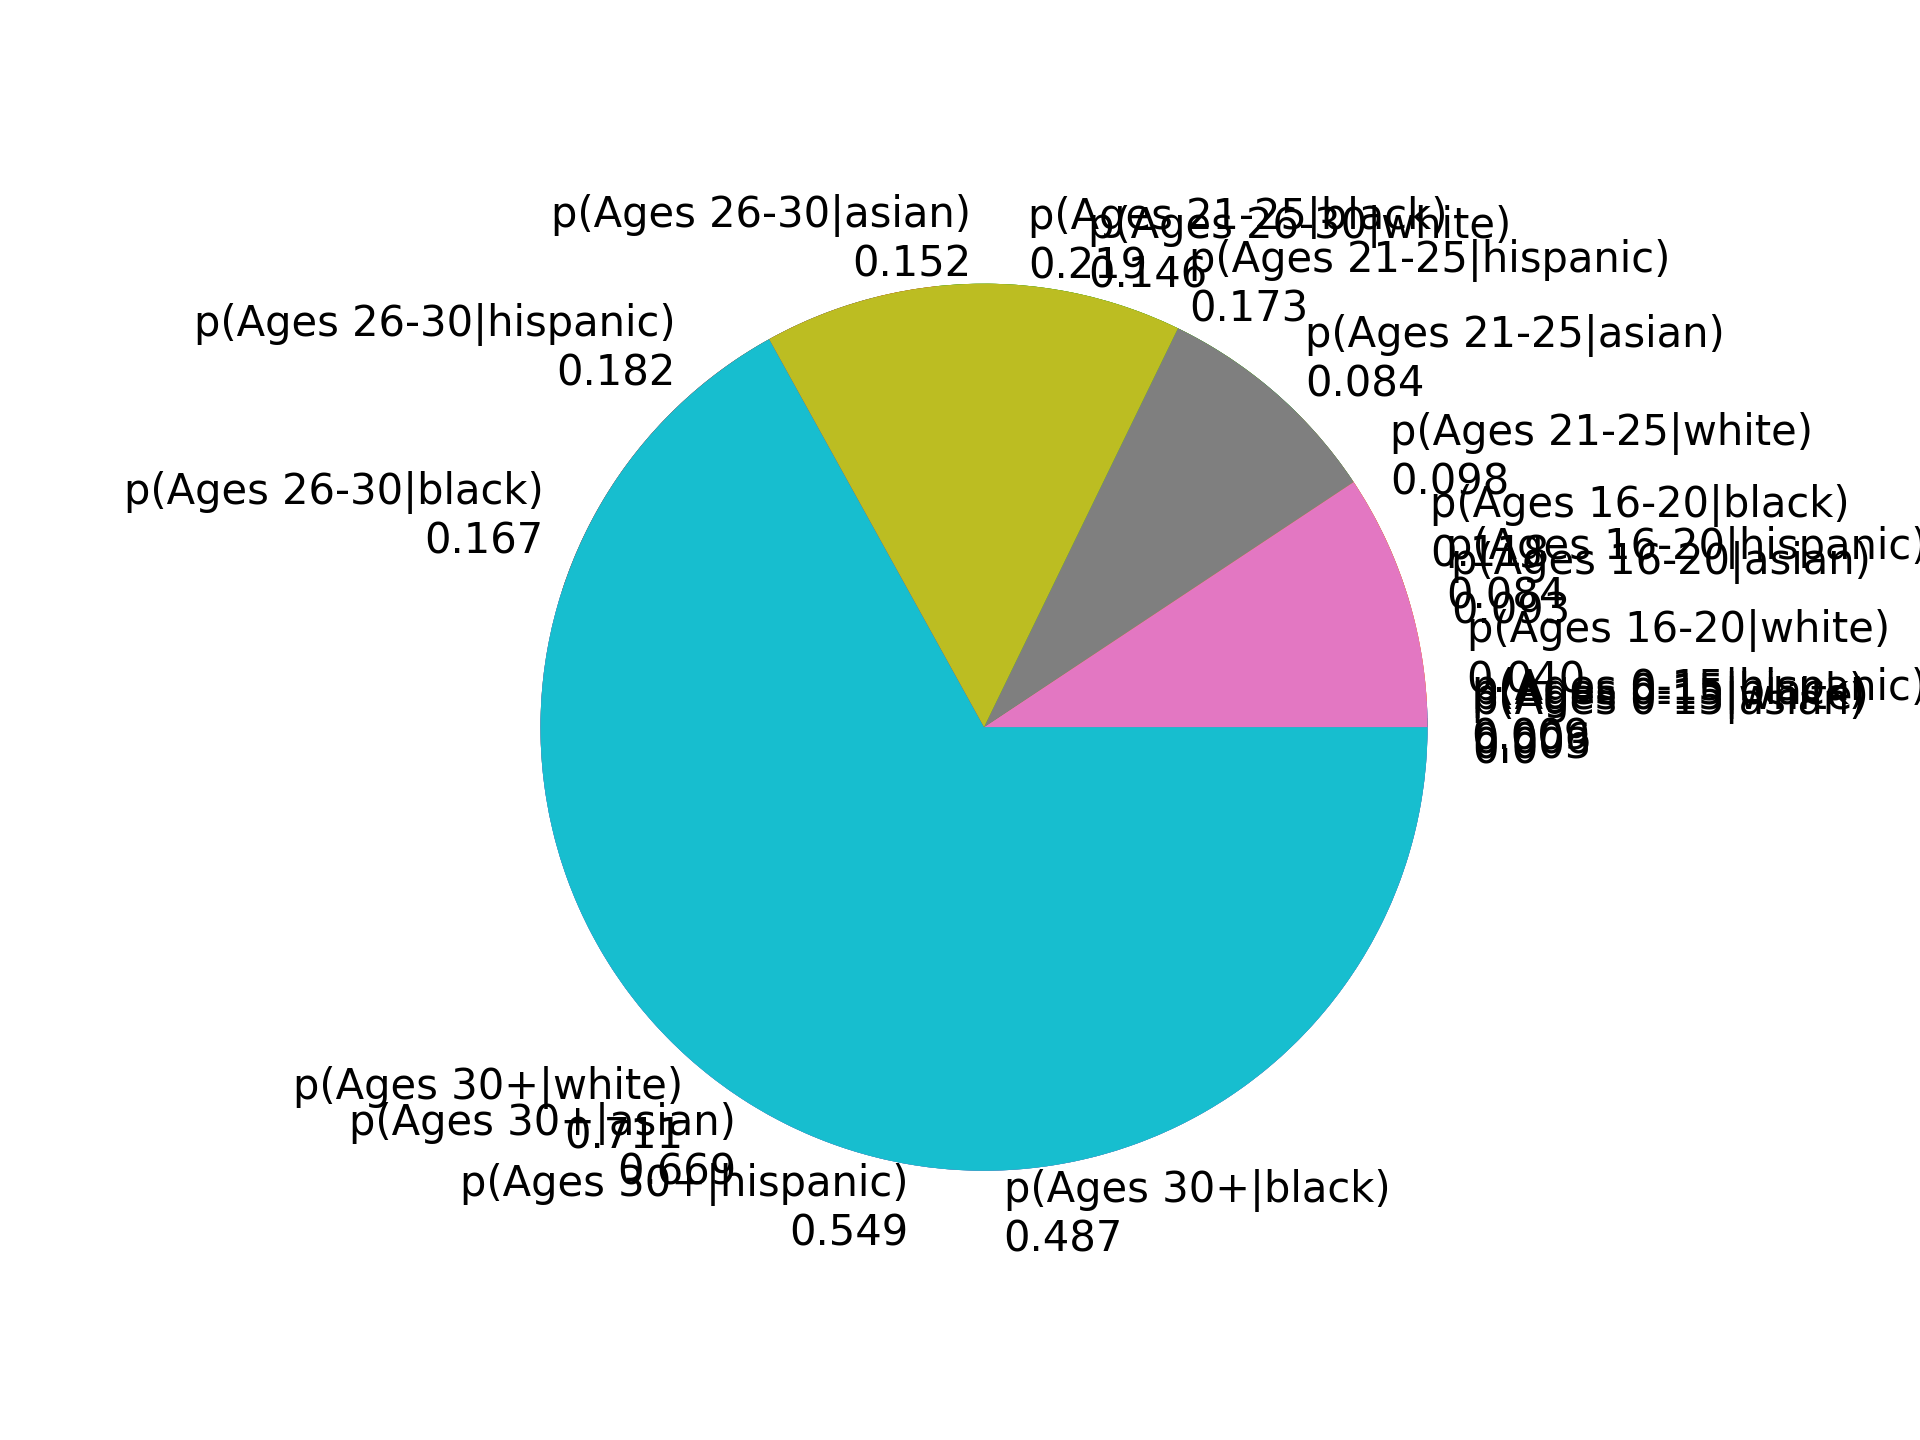 p(Ages 26-30|asian)
0.152
p(Ages 21-25|black)
0.219
p(Ages 26-30|white)
0.146
p(Ages 21-25|hispanic)
0.173
p(Ages 26-30|hispanic)
0.182
p(Ages 21-25|asian)
0.084
p(Ages 21-25|white)
0.098
p(Ages 26-30|black)
0.167
p(Ages 16-20|black)
p(Ages 16-20|hispanic)
0.084
p(Ages 16-20|asian)
0.093
p(Ages 16-20|white)
0.040
p(Ages 0-15|hispanic)
p(Ages 0-15|white)
p(Ages 0-15|asian)
0.0
p(Ages 30+|white)
0.711
p(Ages 30+|asian)
0.669
p(Ages 30+|hispanic)
0.549
p(Ages 30+|black)
0.487